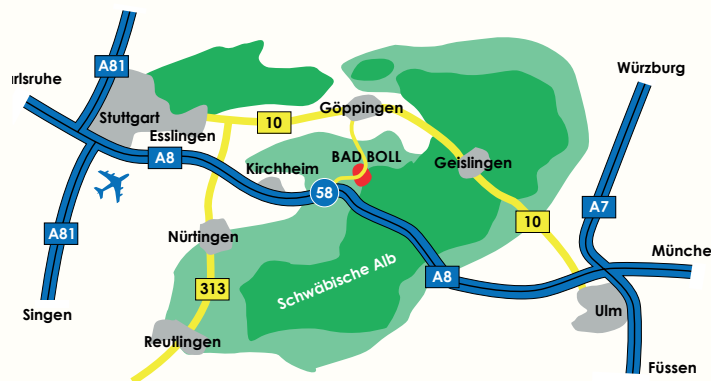 A81
arlsruhe
Würzburg
Stuttgart
Göppingen
Esslingen
10
A8
BAD BOLL
Geislingen
Kirchheim
58
A7
10
A81
Nürtingen
Münche
Schwäbische Alb
A8
313
Singen
Ulm
Reutlingen
Füssen